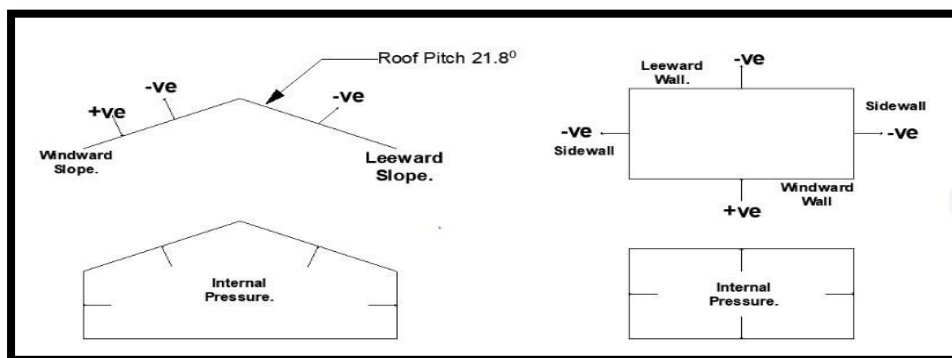 Roof Pitch 21.8⁰
-ve
+ve
-ve
Windward
Slope.
Leeward
Slope.
Leeward
Wall.
-ve
Sidewall
-ve
Sidewall
-ve
Windward
Wall
+ve
Internal
Pressure.
Internal
Pressure.